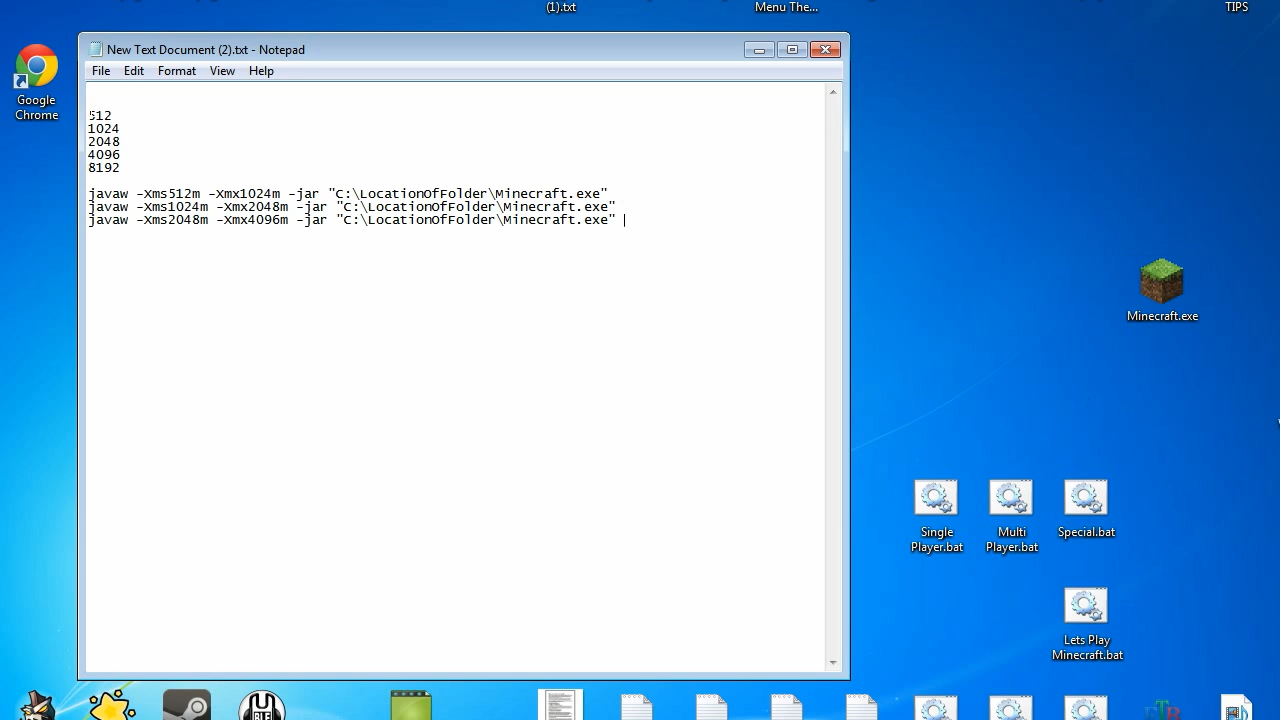 (1).txt
Menu The...
TIPS
New Text Document (2).txt - Notepad
File Edit Format View Help
Google
Chrome
512
1024
2048
4096
8192
javaw -Xms512m -Xmx1024m -jar "C:\LocationOfFolder\Minecraft.exe"
javaw -Xms1024m -Xmx2048m -jar "C:\LocationOfFolder\Minecraft.exe"
javaw -Xms2048m -Xmx4096m -jar "C:\LocationOfFolder\Minecraft.exe"
Minecraft.exe
Single
Player.bat
Multi
Player.bat
Special.bat
Lets Play
Minecraft.bat